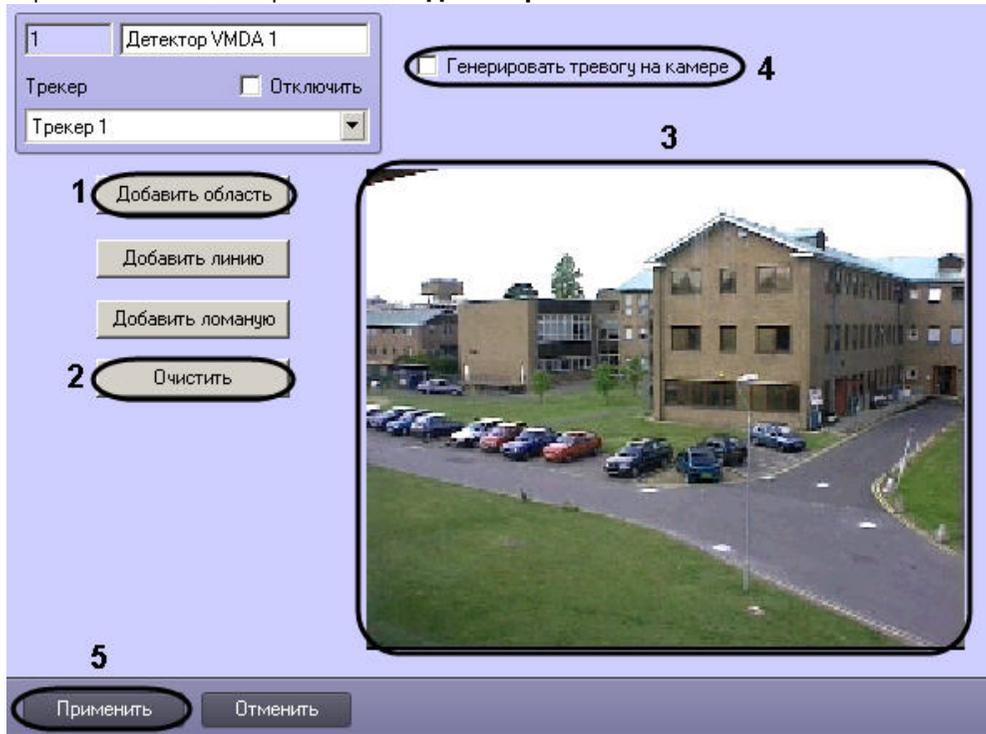 1
Детектор VMDA 1
Генерировать тревогу на камере 4
Трекер
Отключить
Трекер 1
3
1 Добавить область
Добавить линию
Добавить ломаную
2 Очистить
5
Применить
Отменить